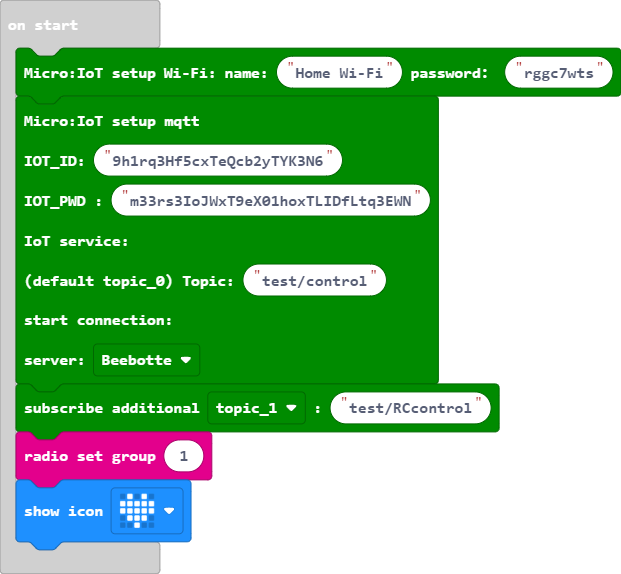 on start
Micro:IoT setup Wi-Fi: name: "Home Wi-Fi" password: "rggc7wts"
Micro:IoT setup mqtt
IOT_ID: "9h1rq3Hf5cxTeQcb2yTYK3N6"
IOT_PWD : "m33rs3IoJWxT9eX01hoxTLIDfLtq3EWN"
IoT service:
(default topic_0) Topic: "test/control"
start connection:
server: Beebotte
subscribe additional topic_1 : "test/RCcontrol"
radio set group 1
show icon